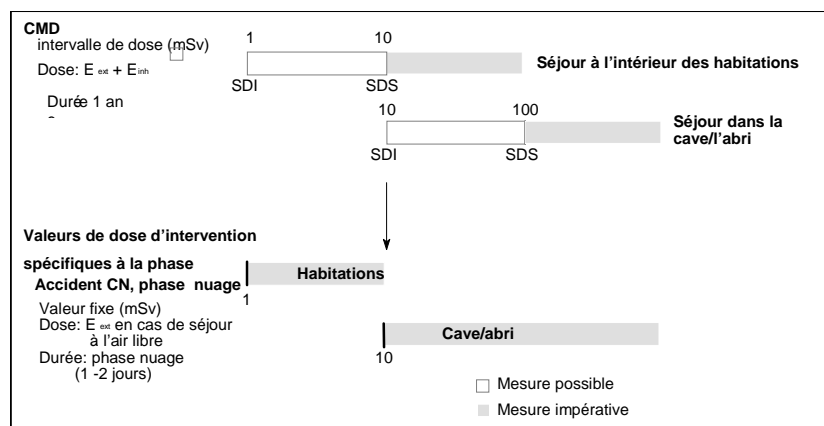 CMD
intervalle de dose (mSv)
1 10
Dose: E ext + E inh
Séjour à l'intérieur des habitations
SDI SDS
Durée 1 an
10 100
Séjour dans la
cave/l'abri
SDI SDS
Valeurs de dose d'intervention
spécifiques à la phase
Accident CN, phase nuage
Habitations
1
Valeur fixe (mSv)
Dose: E ext en cas de séjour
à l'air libre
Cave/abri
Durée: phase nuage
10
(1 -2 jours)
Mesure possible
Mesure impérative